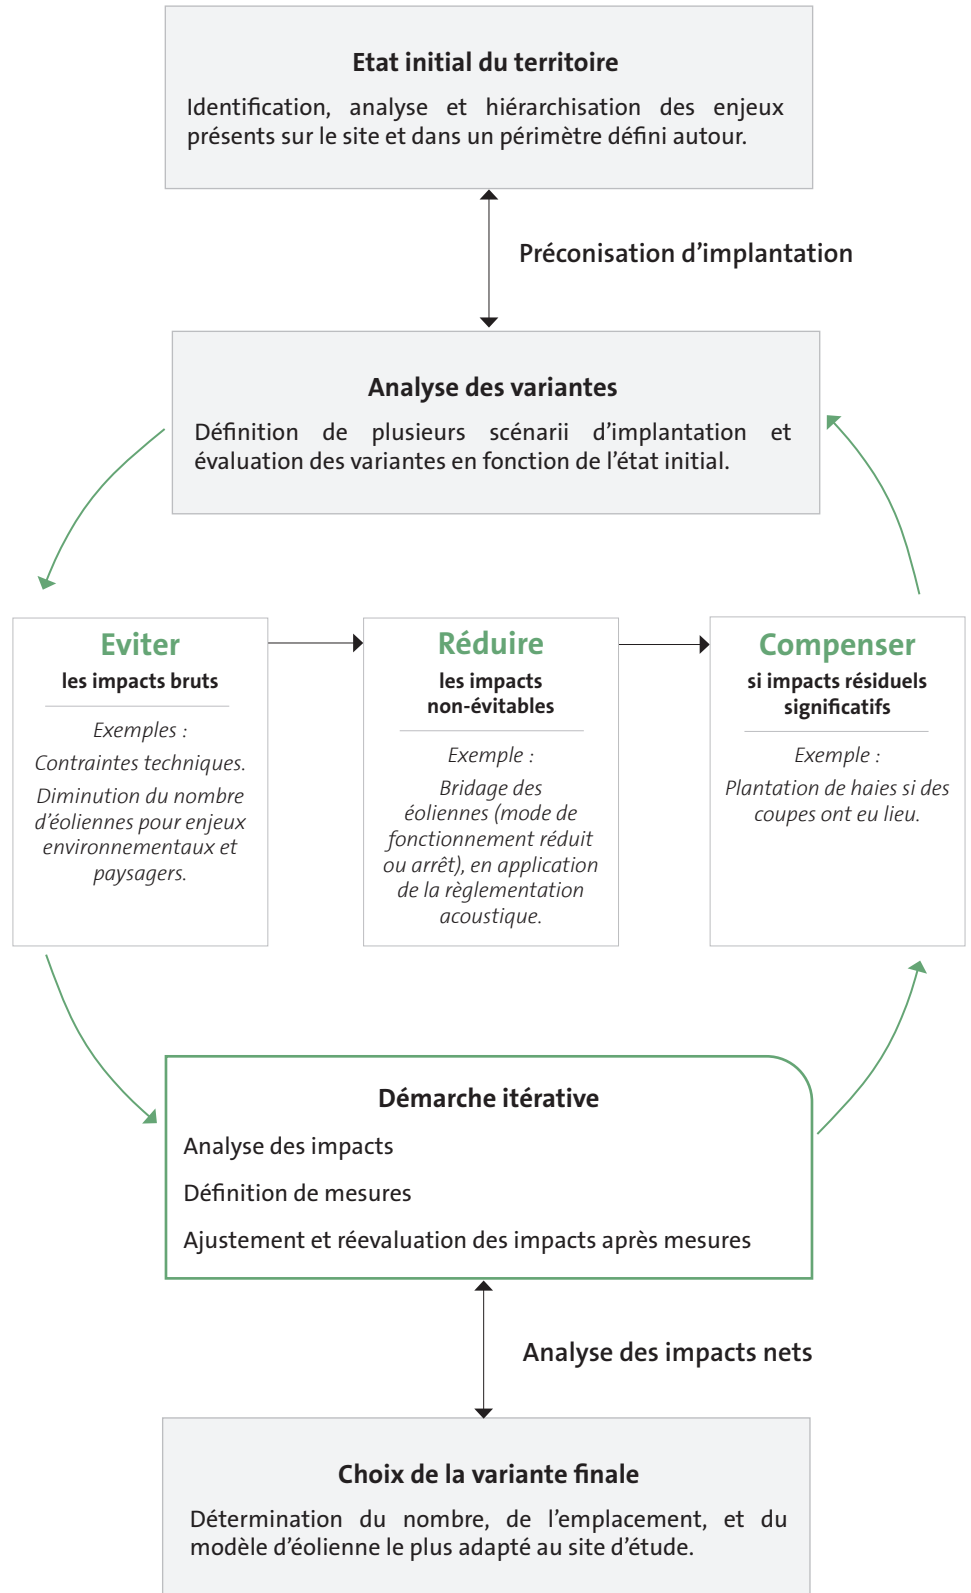 Etat initial du territoire
Identification, analyse et hiérarchisation des enjeux
présents sur le site et dans un périmètre défini autour.
Préconisation d’implantation
Analyse des variantes
Définition de plusieurs scénarii d’implantation et
évaluation des variantes en fonction de l’état initial.
Eviter
les impacts bruts
Exemples :
Contraintes techniques.
Diminution du nombre
d’éoliennes pour enjeux
environnementaux et
paysagers.
Réduire
les impacts
non-évitables
Exemple :
Bridage des
éoliennes (mode de
fonctionnement réduit
ou arrêt), en application
de la règlementation
acoustique.
Compenser
si impacts résiduels
significatifs
Exemple :
Plantation de haies si des
coupes ont eu lieu.
Démarche itérative
Analyse des impacts
Définition de mesures
Ajustement et réevaluation des impacts après mesures
Analyse des impacts nets
Choix de la variante finale
Détermination du nombre, de l’emplacement, et du
modèle d’éolienne le plus adapté au site d’étude.